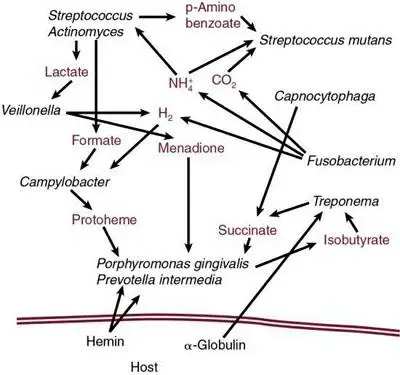 Streptococcus
Actinomyces
p-Amino
benzoate
Streptococcus mutans
Lactate
NH₄⁺
CO₂
Capnocytophaga
Veillonella
H₂
Formate
Menadione
Fusobacterium
Campylobacter
Treponema
Protoheme
Succinate
Isobutyrate
Porphyromonas gingivalis
Prevotella intermedia
Hemin
α-Globulin
Host